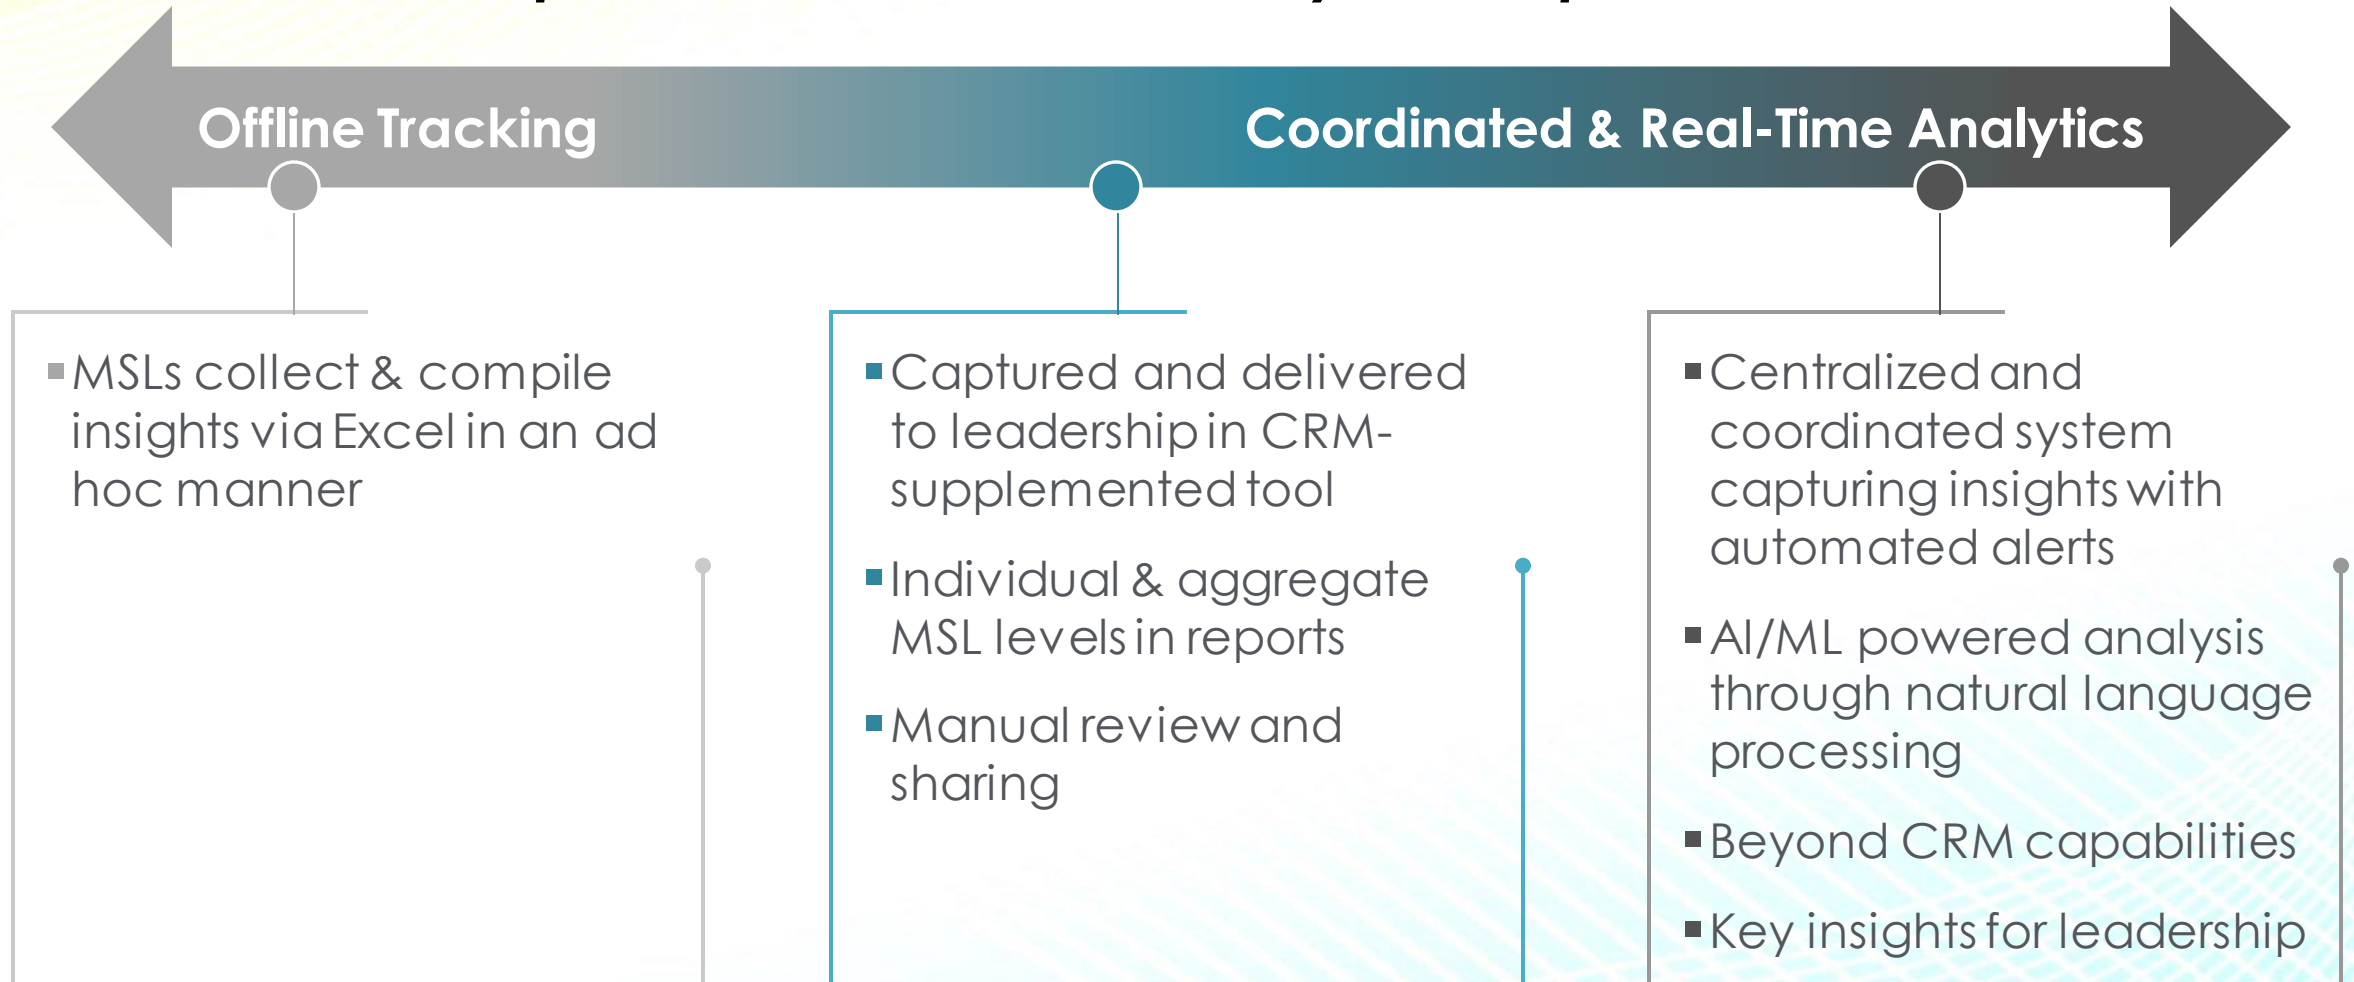 Offline Tracking
Coordinated & Real-Time Analytics
▪MSLs collect & compile
insights via Excel in an ad
hoc manner
▪Captured and delivered
to leadership in CRM-
supplemented tool
▪Individual & aggregate
MSL levels in reports
▪Manual review and
sharing
▪Centralized and
coordinated system
capturing insights with
automated alerts
▪AI/ML powered analysis
through natural language
processing
▪Beyond CRM capabilities
▪Key insights for leadership